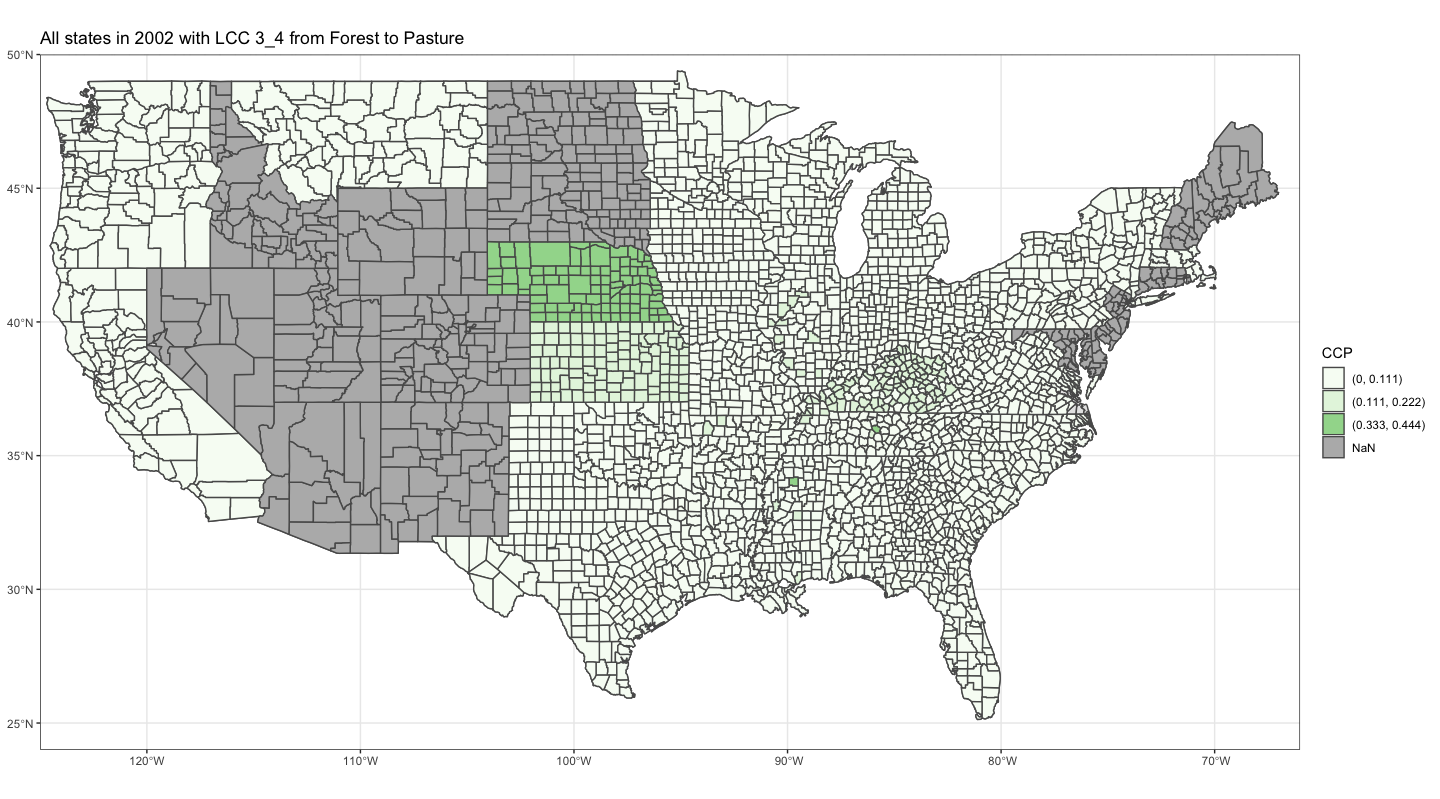 All states in 2002 with LCC 3_4 from Forest to Pasture
50°N
45°N
40°N
35°N
30°N
25°N
120°W
110°W
100°W
90°W
80°W
70°W
CCP
(0, 0.111)
(0.111, 0.222)
(0.333, 0.444)
NaN